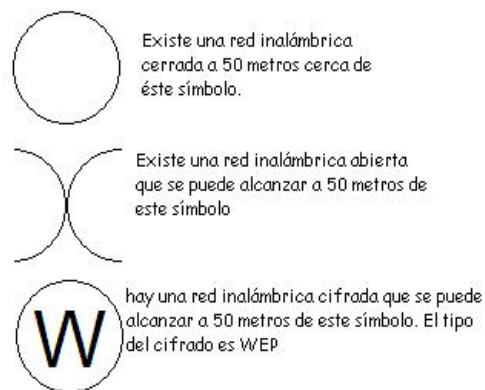 Existe una red inalámbrica
cerrada a 50 metros cerca de
éste símbolo.
Existe una red inalámbrica abierta
que se puede alcanzar a 50 metros de
este símbolo
W
hay una red inalámbrica cifrada que se puede
alcanzar a 50 metros de este símbolo. El tipo
del cifrado es WEP